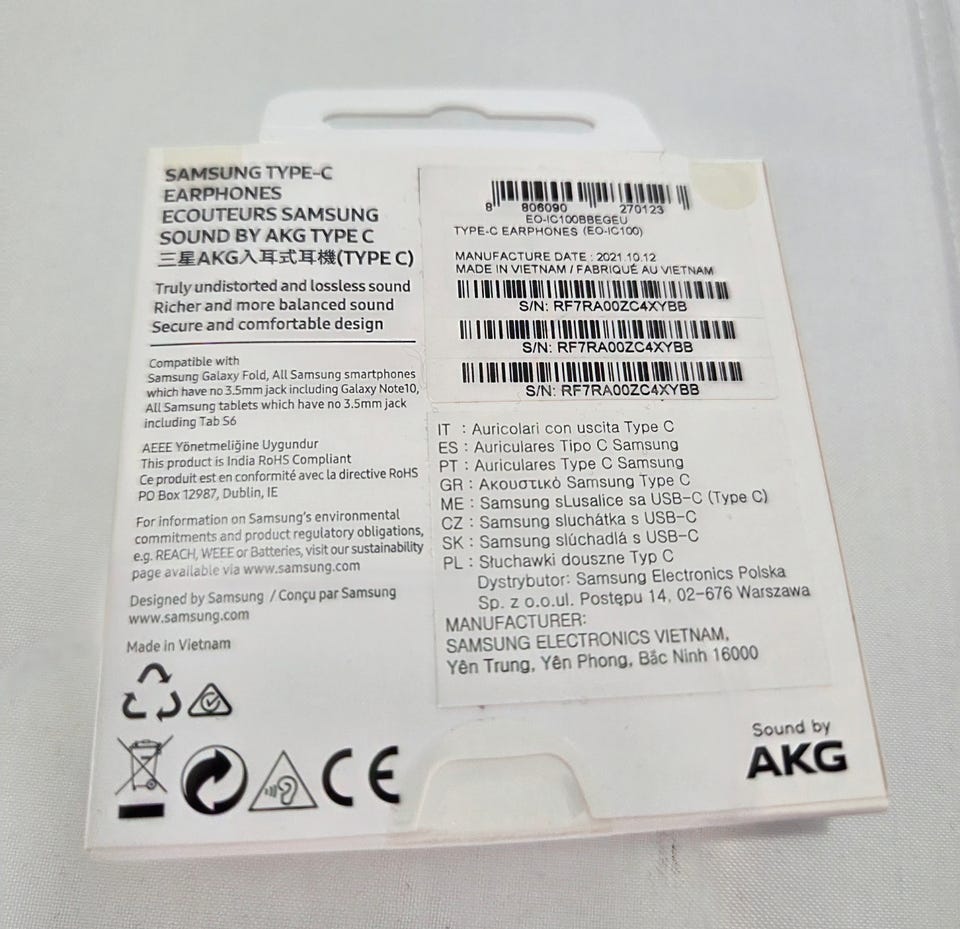 SAMSUNG TYPE-C
EARPHONES
ECOUTEURS SAMSUNG
SOUND BY AKG TYPE C
三星AKG入耳式耳機(TYPE C)
Truly undistorted and lossless sound
Richer and more balanced sound
Secure and comfortable design
Compatible with
Samsung Galaxy Fold, All Samsung smartphones
which have no 3.5mm jack including Galaxy Note10,
All Samsung tablets which have no 3.5mm jack
including Tab S6
AEEE Yönetmeliğine Uygundur
This product is India RoHS Compliant
Ce produit est en conformité avec la directive RoHS
PO Box 12987, Dublin, IE
For information on Samsung's environmental
commitments and product regulatory obligations,
e.g. REACH, WEEE or Batteries, visit our sustainability
page available via www.samsung.com
Designed by Samsung / Conçu par Samsung
www.samsung.com
Made in Vietnam
CE
8 806090 270123
EO-IC100BBEGEU
TYPE-C EARPHONES (EO-IC100)
MANUFACTURE DATE : 2021.10.12
MADE IN VIETNAM / FABRIQUÉ AU VIETNAM
S/N: RF7RA00ZC4XYBB
S/N: RF7RA00ZC4XYBB
S/N: RF7RA00ZC4XYBB
IT : Auricolari con uscita Type C
ES : Auriculares Tipo C Samsung
PT : Auriculares Type C Samsung
GR : Ακουστικό Samsung Type C
ME : Samsung sLusalice sa USB-C (Type C)
CZ : Samsung sluchátka s USB-C
SK : Samsung slúchadlá s USB-C
PL : Słuchawki douszne Typ C
Dystrybutor: Samsung Electronics Polska
Sp. z o.o.ul. Postępu 14, 02-676 Warszawa
MANUFACTURER:
SAMSUNG ELECTRONICS VIETNAM,
Yên Trung, Yên Phong, Bắc Ninh 16000
Sound by
AKG